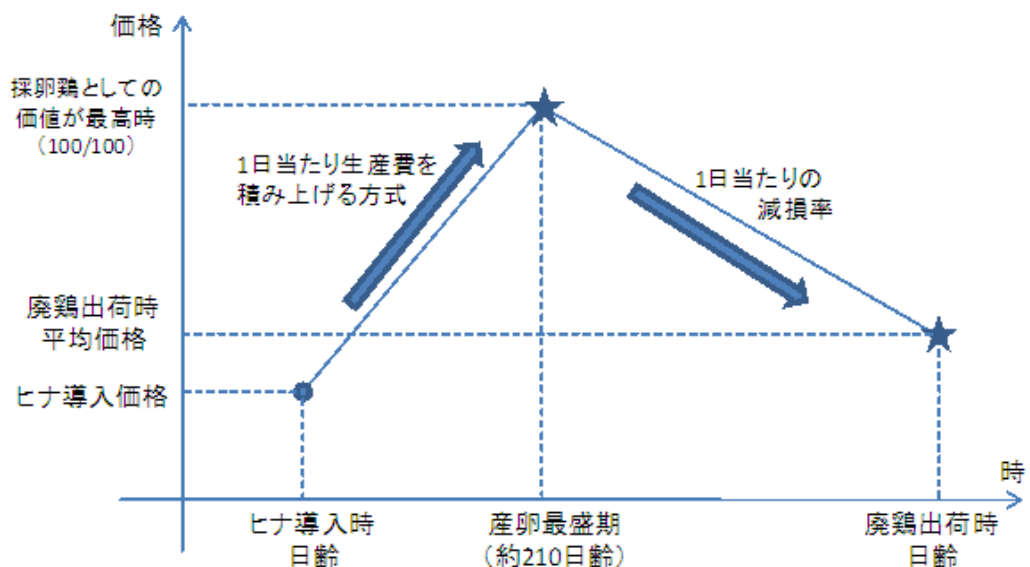 価格
採卵鶏としての
価値が最高時
(100/100)
1日当たり生産費を
積み上げる方式
1日当たりの
減損率
廃鶏出荷時
平均価格
ヒナ導入価格
時
ヒナ導入時
日齢
産卵最盛期
(約210日齢)
廃鶏出荷時
日齢